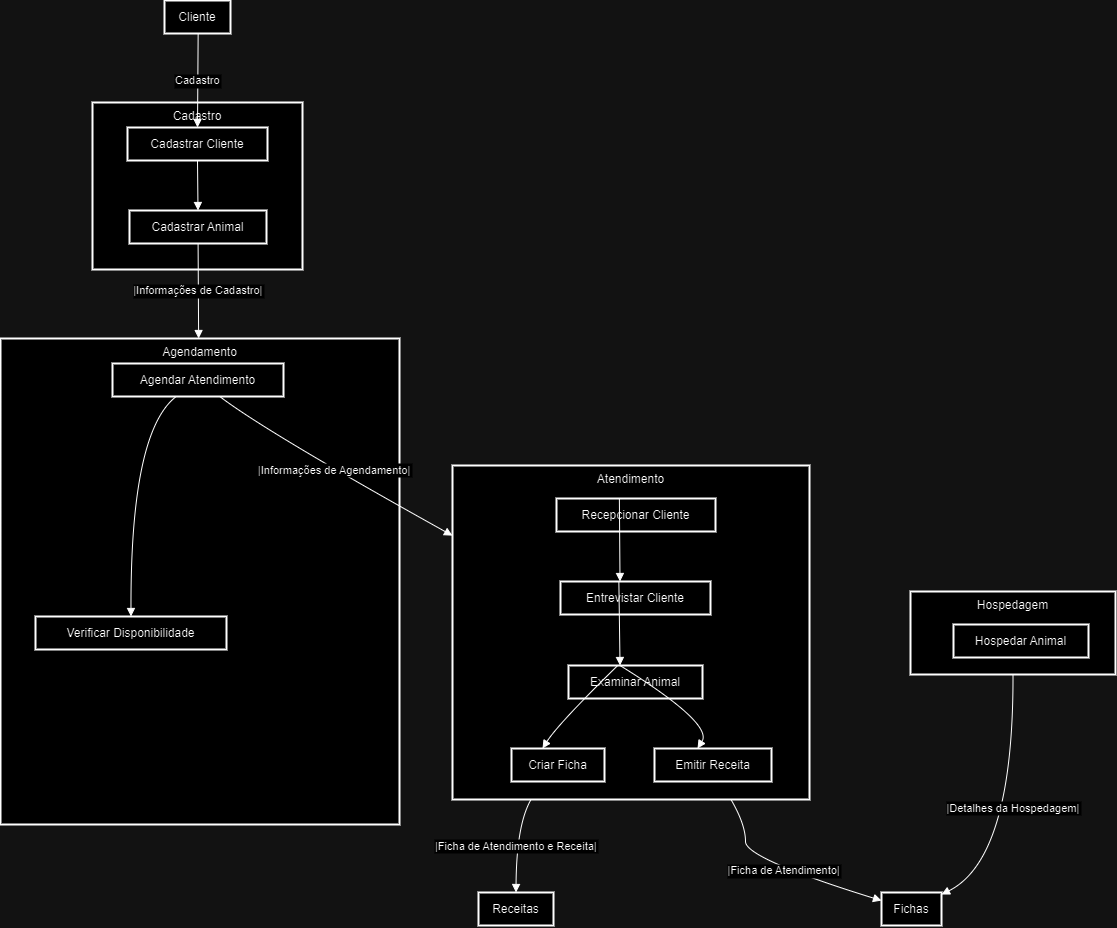 Cliente
Cadastro
Cadastro
Cadastrar Cliente
Cadastrar Animal
|Informações de Cadastro|
Agendamento
Agendar Atendimento
|Informações de Agendamento|
Verificar Disponibilidade
Atendimento
Recepcionar Cliente
Entrevistar Cliente
Examinar Animal
Criar Ficha
Emitir Receita
Hospedagem
Hospedar Animal
|Detalhes da Hospedagem|
|Ficha de Atendimento e Receita|
|Ficha de Atendimento|
Receitas
Fichas